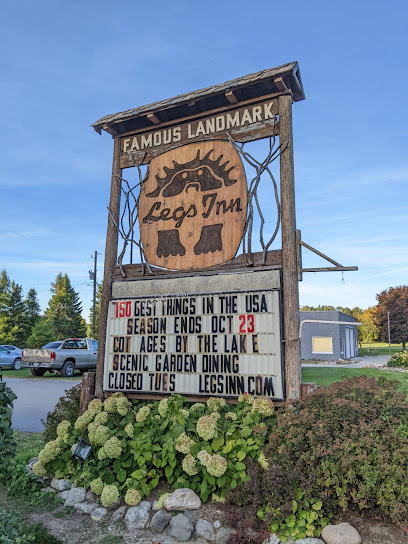 FAMOUS LANDMARK
Legs Inn
150 GEST THINGS IN THE USA
SEASON ENDS OCT 23
COT AGES BY THE LAKE
SCENIC GARDEN DINING
CLOSED TUES LEGSINN.COM